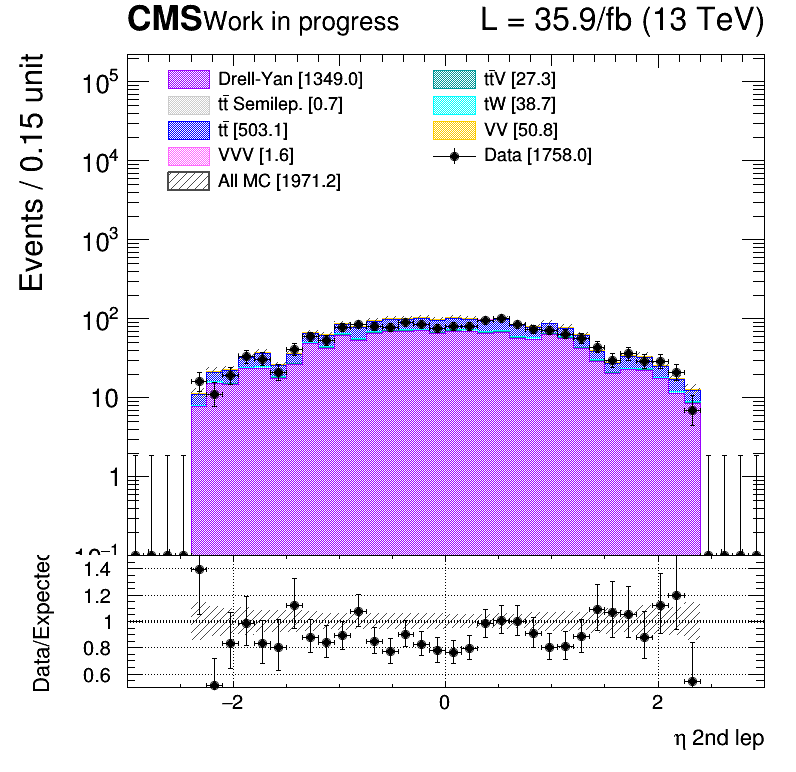 CMS Work in progress L = 35.9/fb (13 TeV)
Events / 0.15 unit
Drell-Yan [1349.0]
tt̄ Semilep. [0.7]
tt̄ [503.1]
VVV [1.6]
All MC [1971.2]
tt̄V [27.3]
tW [38.7]
VV [50.8]
Data [1758.0]
10⁵
10⁴
10³
10²
10
1
10⁻¹
Data/Expected
1.4
1.2
1
0.8
0.6
−2 0 2
η 2nd lep